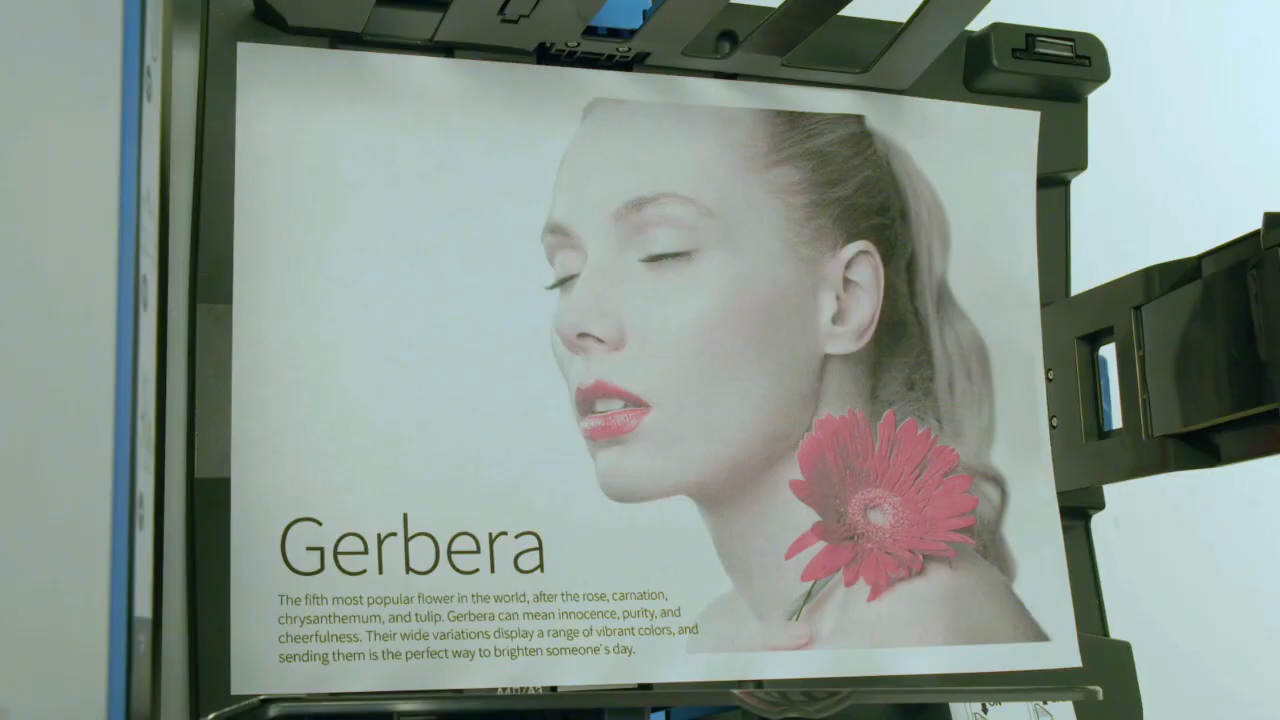 Gerbera
The fifth most popular flower in the world, after the rose, carnation,
chrysanthemum, and tulip. Gerbera can mean innocence, purity, and
cheerfulness. Their wide variations display a range of vibrant colors, and
sending them is the perfect way to brighten someone's day.